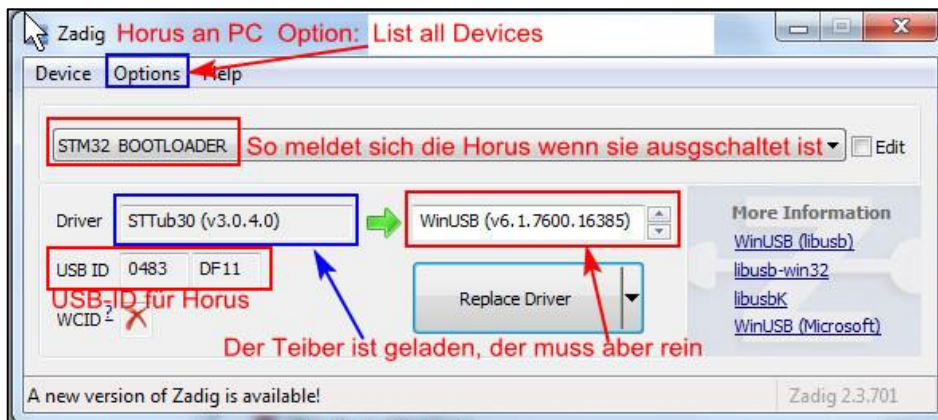 Zadig Horus an PC Option: List all Devices
Device Options Help
STM32 BOOTLOADER So meldet sich die Horus wenn sie ausgschaltet ist Edit
Driver STTub30 (v3.0.4.0) WinUSB (v6.1.7600.16385)
More Information
WinUSB (libusb)
USB ID 0483 DF11
libusb-win32
USB-ID für Horus
Replace Driver
libusbK
WCID ?
WinUSB (Microsoft)
Der Teiber ist geladen, der muss aber rein
A new version of Zadig is available! Zadig 2.3.701